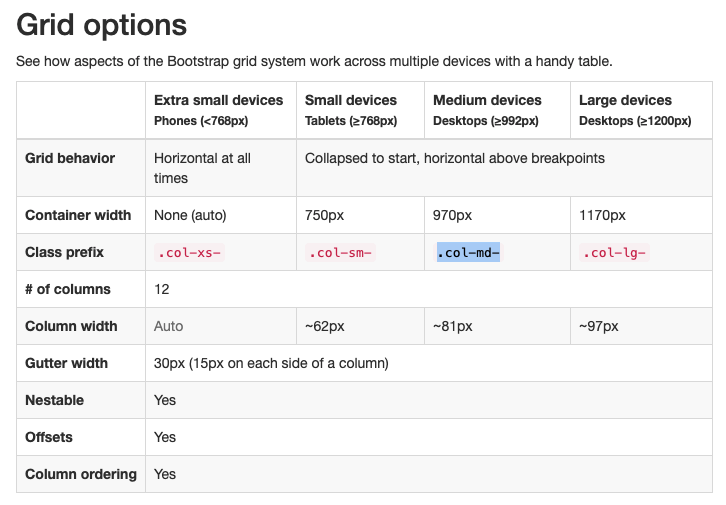 Grid options
See how aspects of the Bootstrap grid system work across multiple devices with a handy table.
Extra small devices Small devices Medium devices Large devices
Phones (<768px) Tablets (≥768px) Desktops (≥992px) Desktops (≥1200px)
Grid behavior Horizontal at all Collapsed to start, horizontal above breakpoints
times
Container width None (auto) 750px 970px 1170px
Class prefix .col-xs- .col-sm- .col-md- .col-lg-
# of columns 12
Column width Auto ~62px ~81px ~97px
Gutter width 30px (15px on each side of a column)
Nestable Yes
Offsets Yes
Column ordering Yes